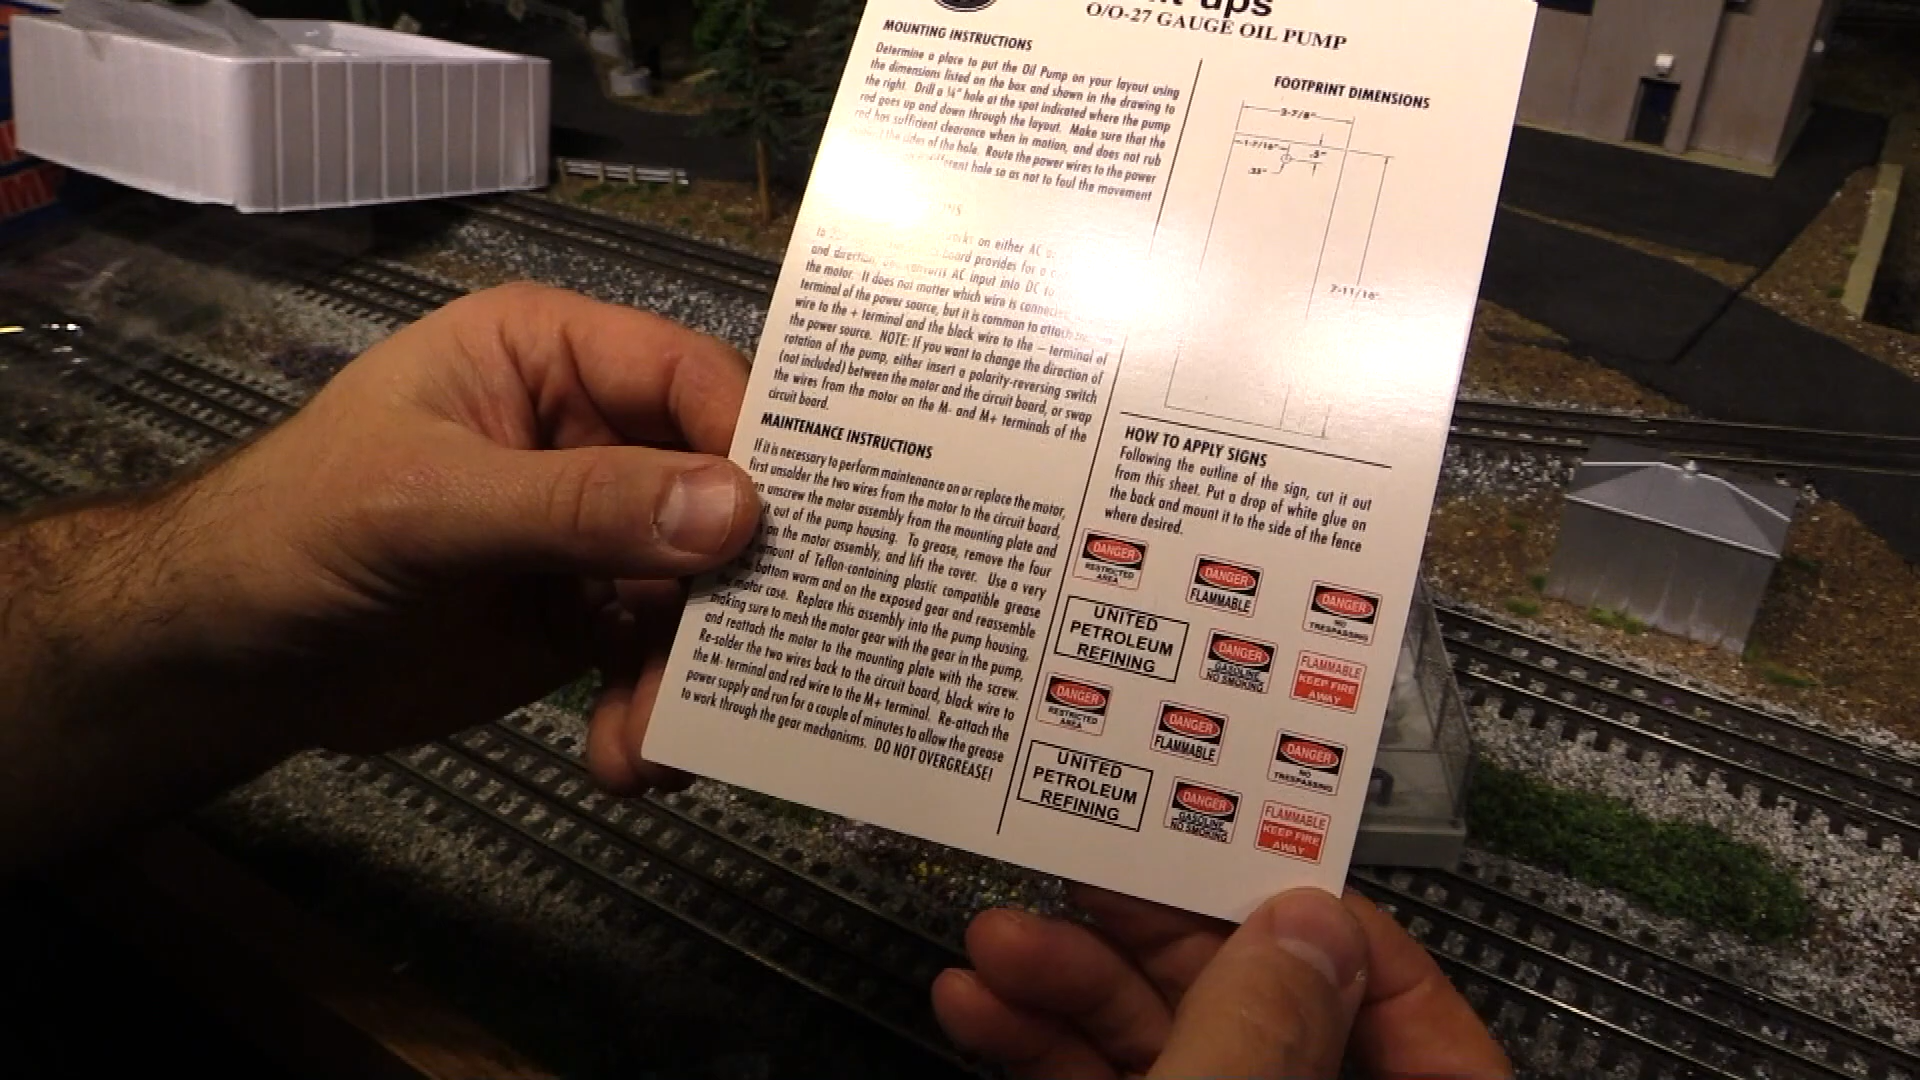 ups
O/O-27 GAUGE OIL PUMP
MOUNTING INSTRUCTIONS
Determine a place to put the Oil Pump on your layout using
the dimensions listed on the box and shown in the drawing to
the right. Drill a ¼" hole at the spot indicated where the pump
rod goes up and down through the layout. Make sure that the
rod has sufficient clearance when in motion, and does not rub
the sides of the hole. Route the power wires to the power
different hole so as not to foul the movement
to
works on either AC
and direction, board provides for a
converts AC input into DC to
the motor. It does not matter which wire is connected
terminal of the power source, but it is common to attach
wire to the + terminal and the black wire to the – terminal of
the power source. NOTE: If you want to change the direction of
rotation of the pump, either insert a polarity-reversing switch
(not included) between the motor and the circuit board, or swap
the wires from the motor on the M- and M+ terminals of the
circuit board.
MAINTENANCE INSTRUCTIONS
If it is necessary to perform maintenance on or replace the motor,
first unsolder the two wires from the motor to the circuit board,
unscrew the motor assembly from the mounting plate and
it out of the pump housing. To grease, remove the four
on the motor assembly, and lift the cover. Use a very
amount of Teflon-containing plastic compatible grease
bottom worm and on the exposed gear and reassemble
motor case. Replace this assembly into the pump housing,
making sure to mesh the motor gear with the gear in the pump,
and reattach the motor to the mounting plate with the screw.
Re-solder the two wires back to the circuit board, black wire to
the M- terminal and red wire to the M+ terminal. Re-attach the
power supply and run for a couple of minutes to allow the grease
to work through the gear mechanisms. DO NOT OVERGREASE!
FOOTPRINT DIMENSIONS
3-7/8"
1-7/16"
.5"
7-11/16"
HOW TO APPLY SIGNS
Following the outline of the sign, cut it out
from this sheet. Put a drop of white glue on
the back and mount it to the side of the fence
where desired.
DANGER
RESTRICTED
AREA
DANGER
FLAMMABLE
DANGER
NO
TRESPASSING
UNITED
PETROLEUM
REFINING
DANGER
GASOLINE
NO SMOKING
FLAMMABLE
KEEP FIRE
AWAY
DANGER
RESTRICTED
AREA
DANGER
FLAMMABLE
DANGER
NO
TRESPASSING
UNITED
PETROLEUM
REFINING
DANGER
GASOLINE
NO SMOKING
FLAMMABLE
KEEP FIRE
AWAY